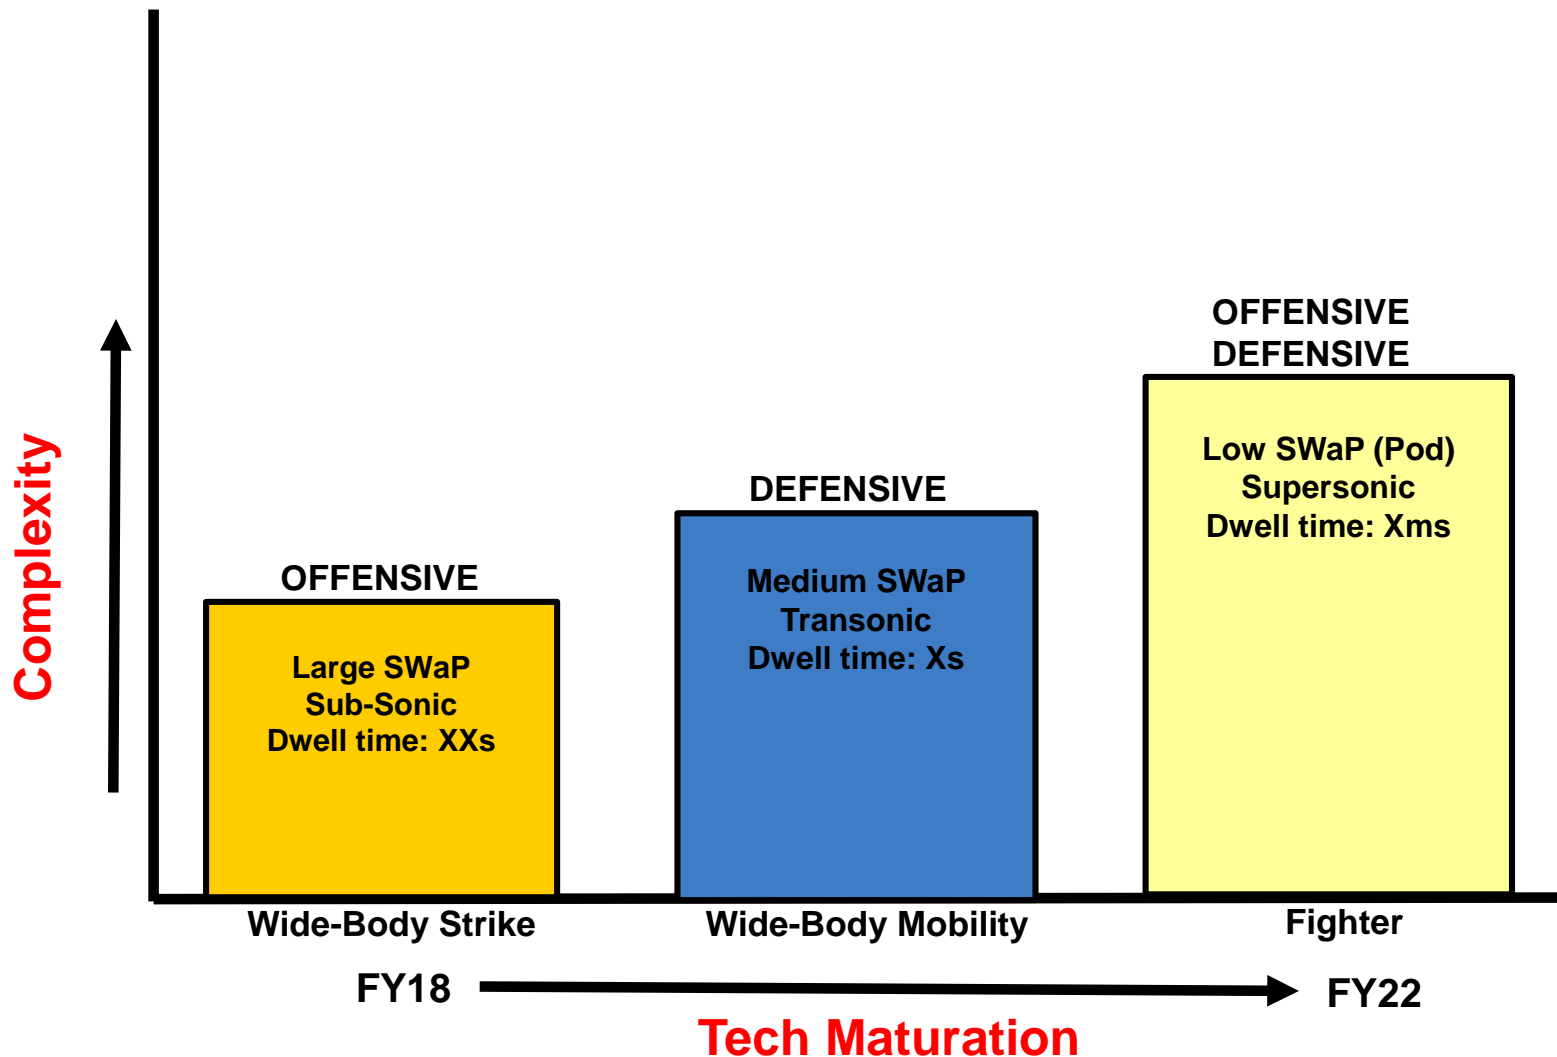 Complexity
OFFENSIVE
Large SWaP
Sub-Sonic
Dwell time: XXs
DEFENSIVE
Medium SWaP
Transonic
Dwell time: Xs
OFFENSIVE
DEFENSIVE
Low SWaP (Pod)
Supersonic
Dwell time: Xms
Wide-Body Strike
Wide-Body Mobility
Fighter
FY18
FY22
Tech Maturation